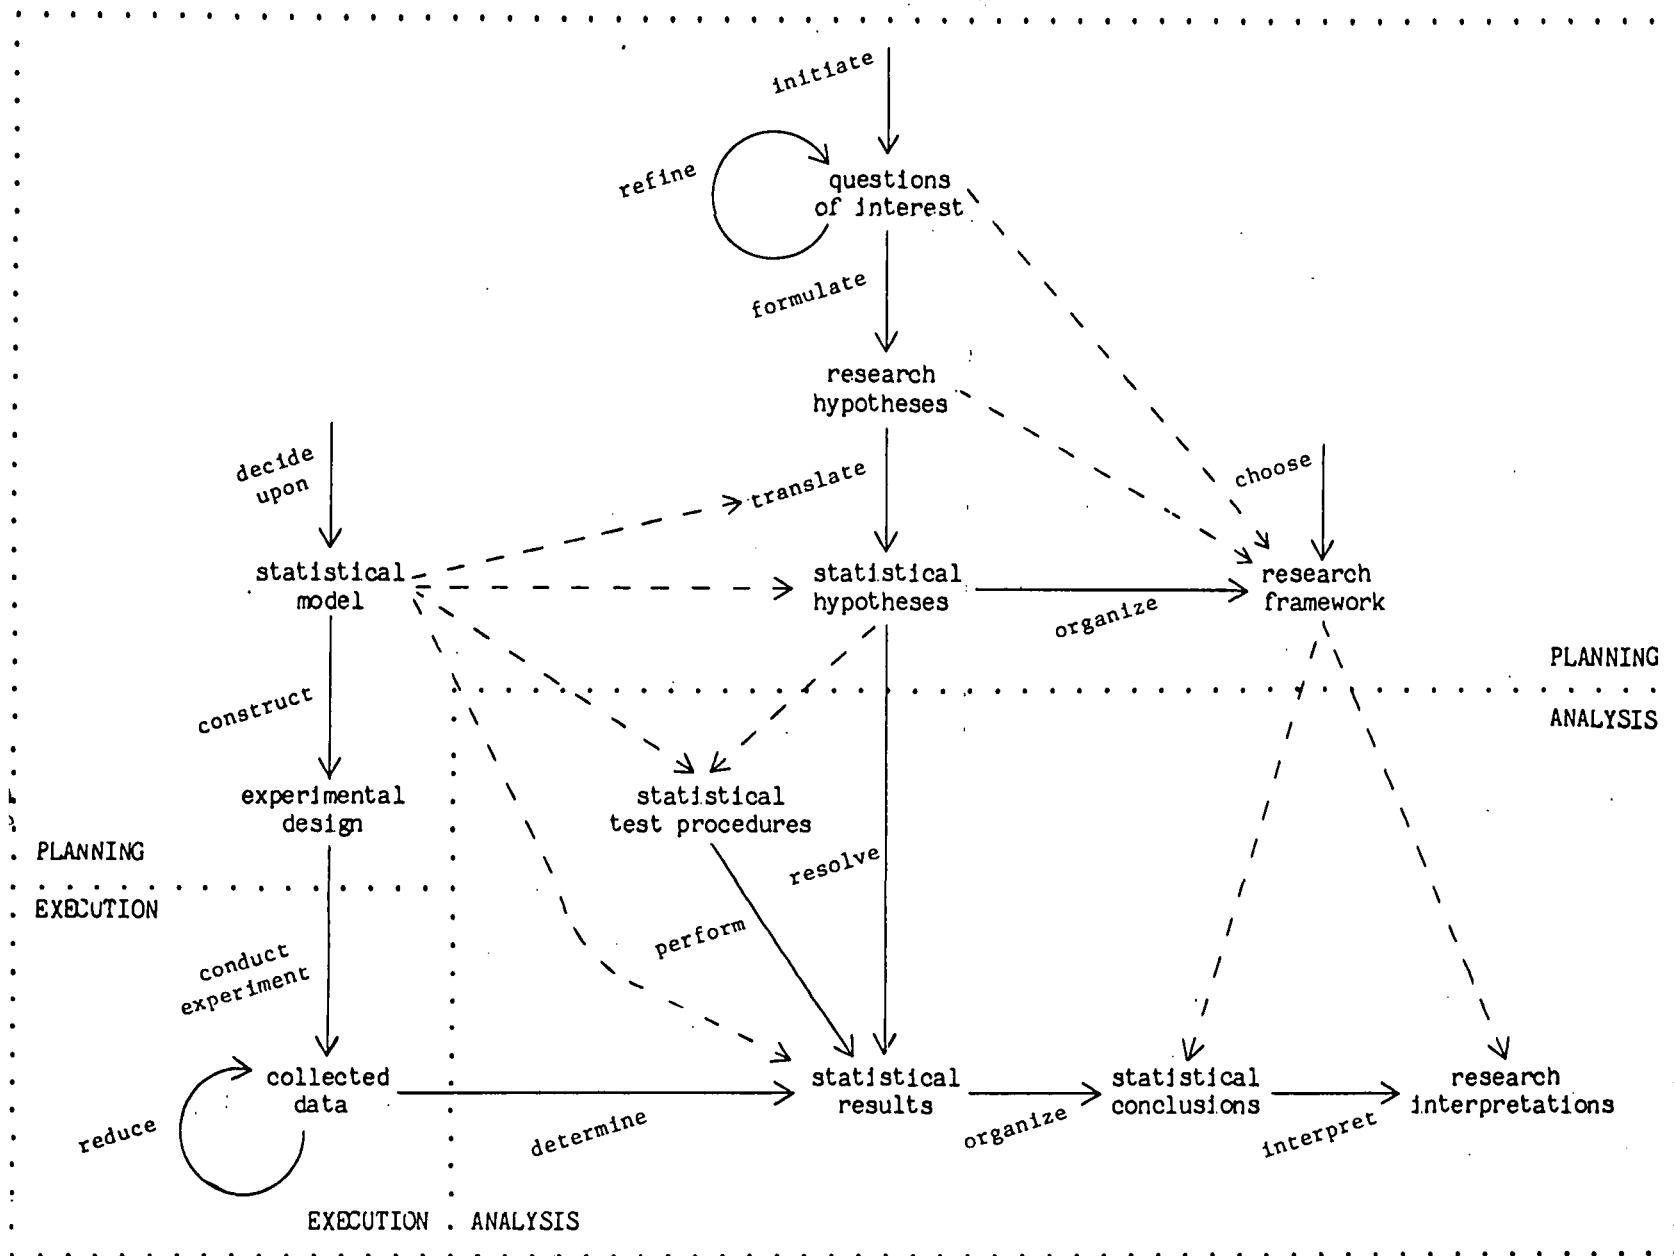 initiate
refine
questions
of interest
formulate
research
hypotheses
decide
upon
translate
choose
statistical
model
statistical
hypotheses
organize
research
framework
PLANNING
ANALYSIS
construct
experimental
design
statistical
test procedures
PLANNING
EXECUTION
resolve
perform
conduct
experiment
collected
data
reduce
determine
statistical
results
organize
statistical
conclusions
interpret
research
interpretations
EXECUTION
ANALYSIS